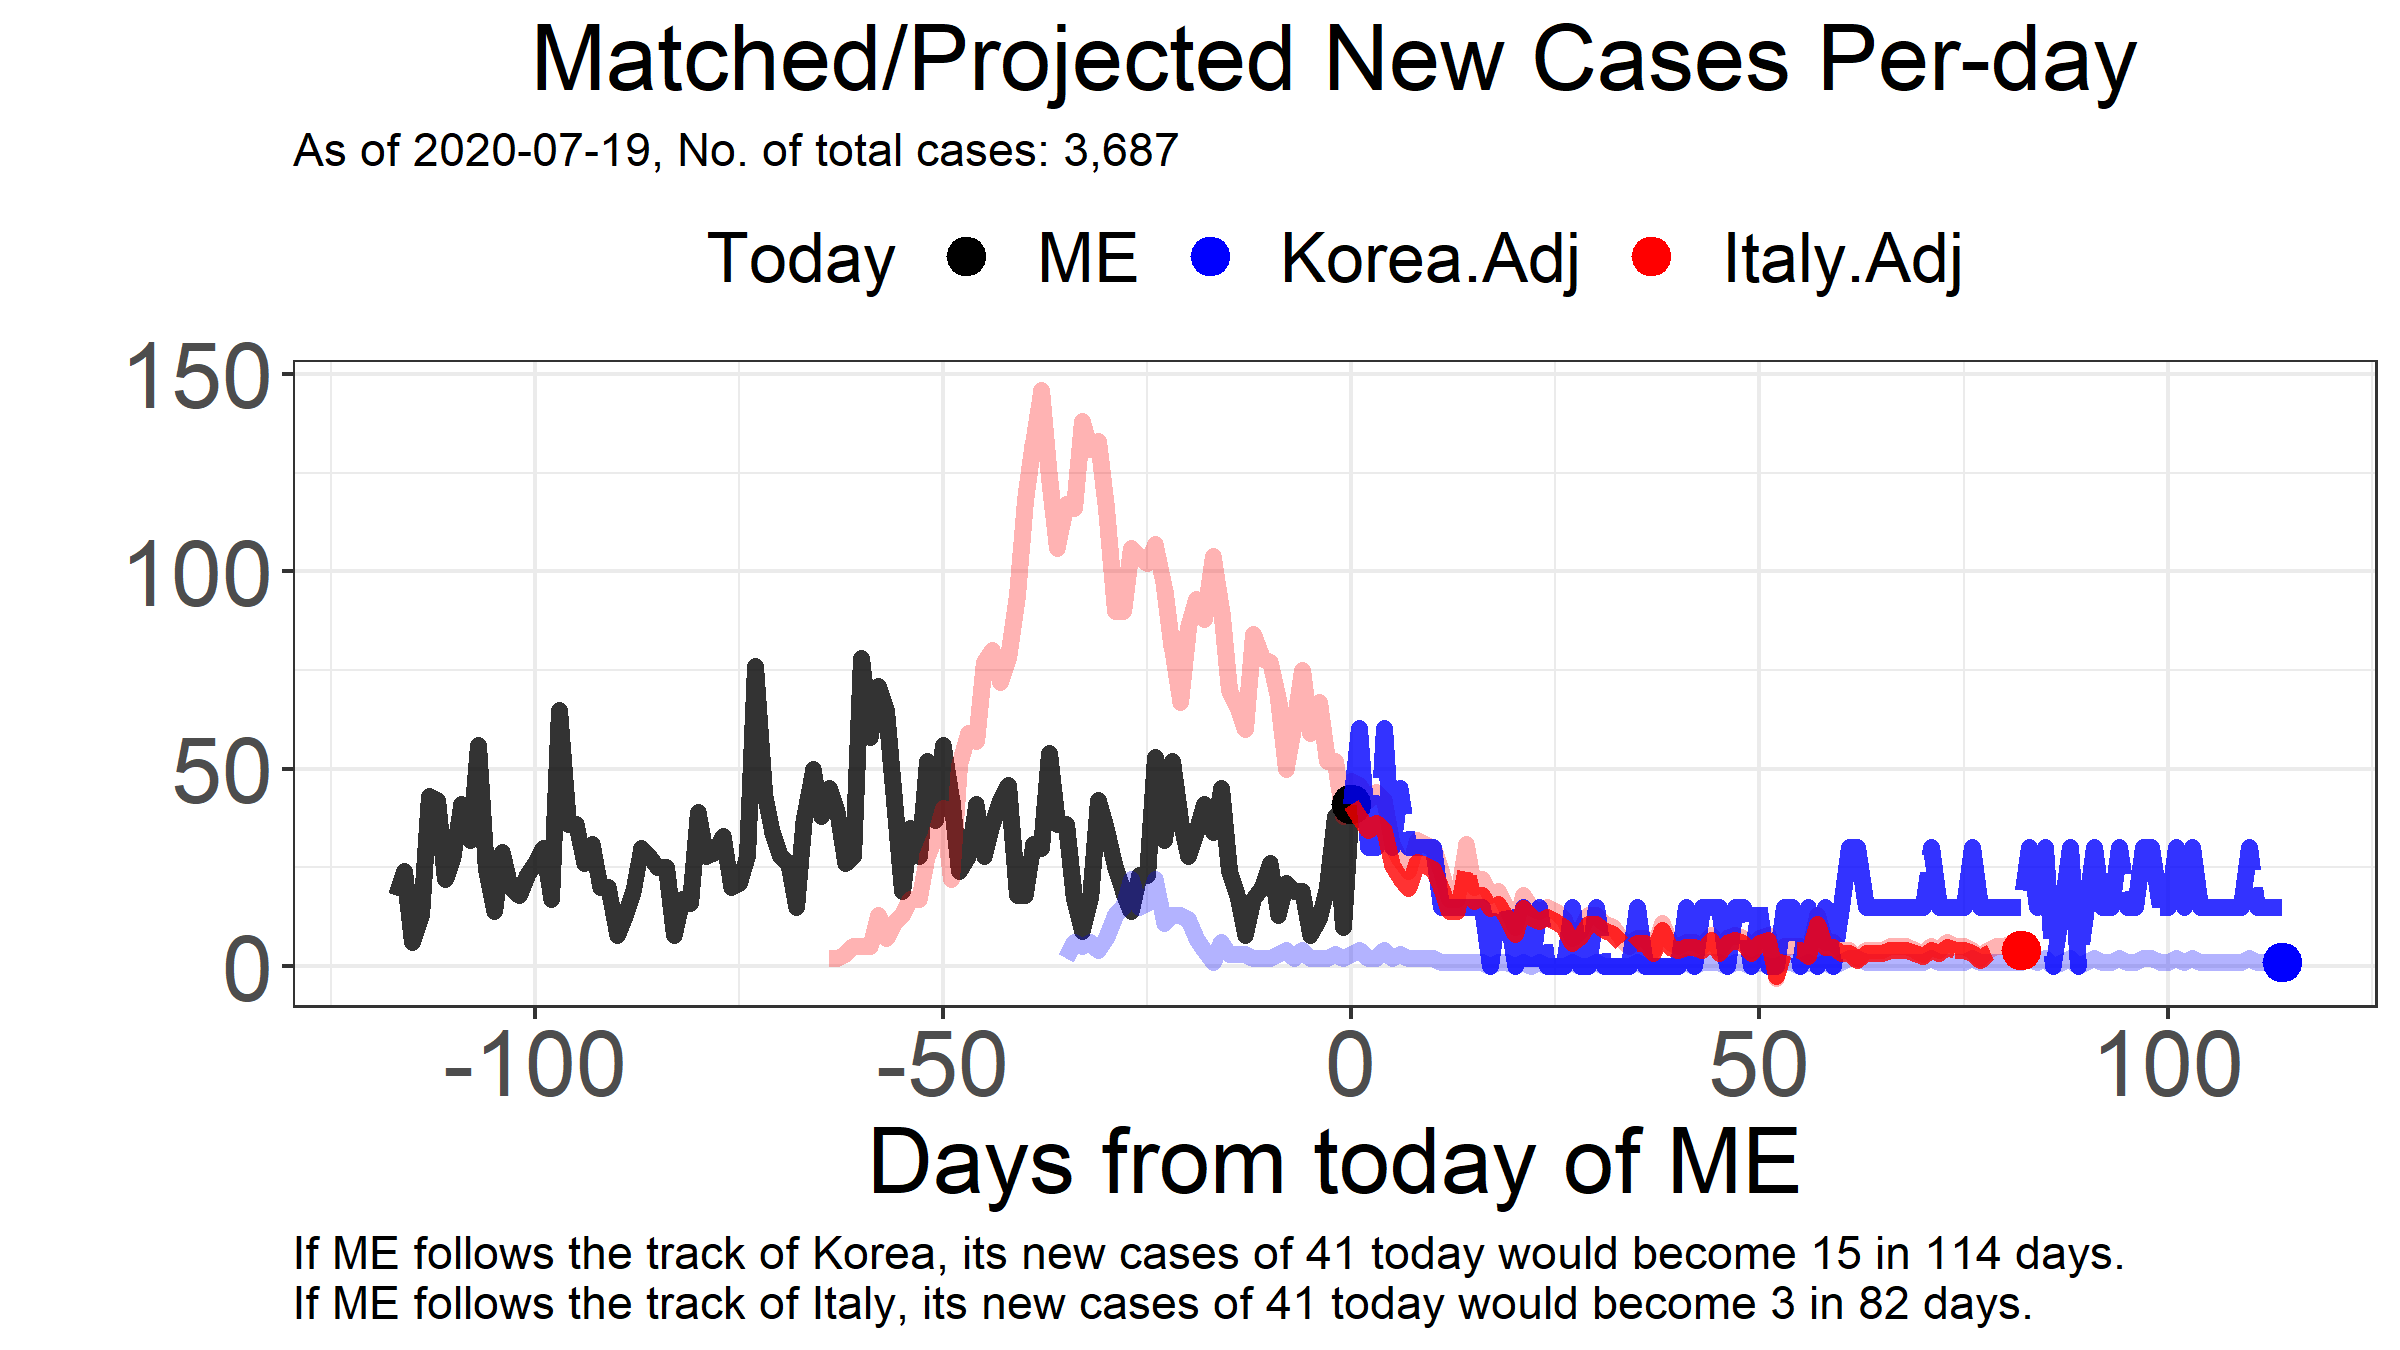 Matched/Projected New Cases Per-day
As of 2020-07-19, No. of total cases: 3,687
Today ME Korea.Adj Italy.Adj
150
100
50
0
-100 -50 0 50 100
Days from today of ME
If ME follows the track of Korea, its new cases of 41 today would become 15 in 114 days.
If ME follows the track of Italy, its new cases of 41 today would become 3 in 82 days.